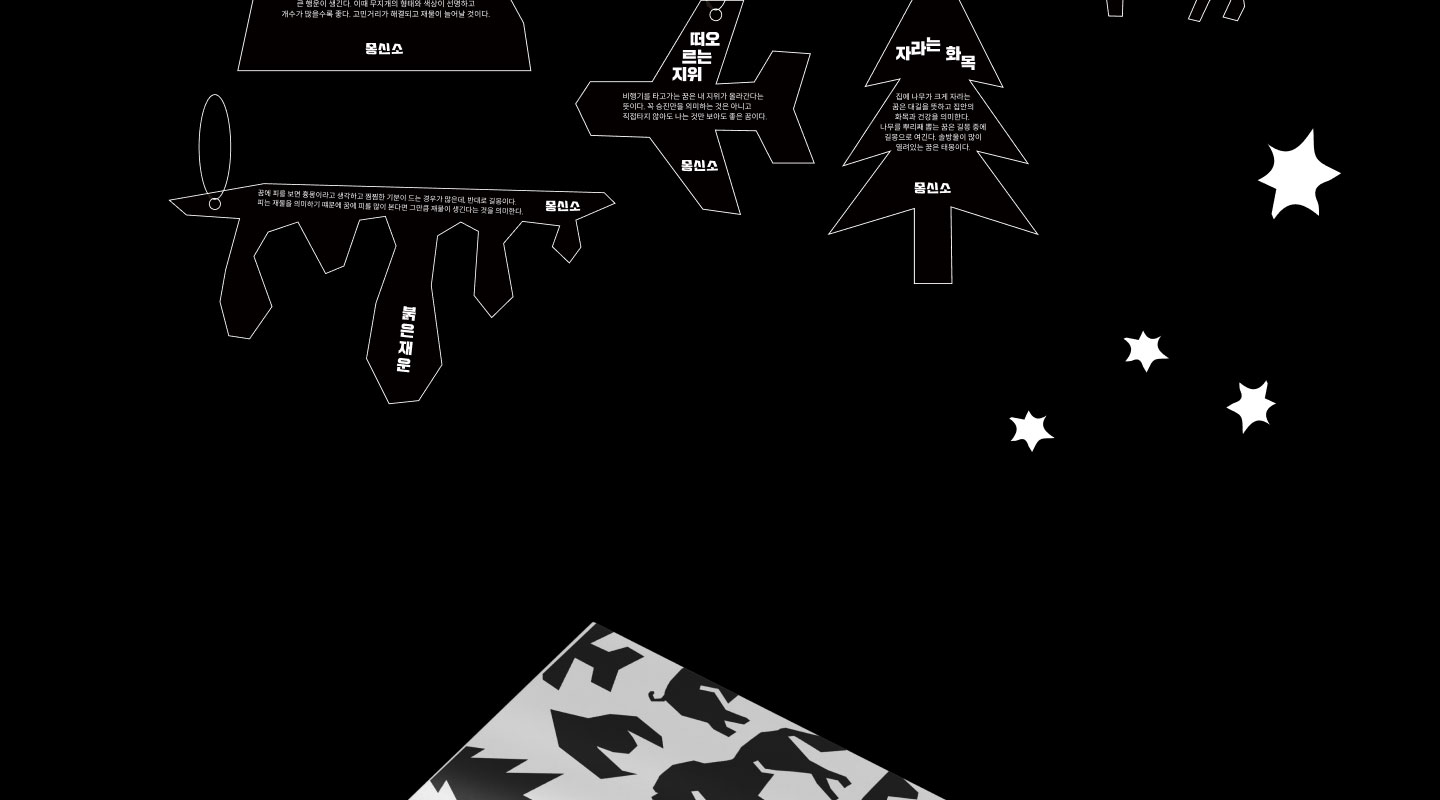 큰 행운이 생긴다. 이때 무지개의 형태와 색상이 선명하고
개수가 많을수록 좋다. 고민거리가 해결되고 재물이 늘어날 것이다.
몽신소
떠오
르는
지위
비행기를 타고가는 꿈은 내 지위가 올라간다는
뜻이다. 꼭 승진만을 의미하는 것은 아니고
직접타지 않아도 나는 것만 보아도 좋은 꿈이다.
몽신소
자라는 화목
집에 나무가 크게 자라는
꿈은 대길을 뜻하고 집안의
화목과 건강을 의미한다.
나무를 뿌리째 뽑는 꿈은 길몽 중에
길몽으로 여긴다. 솔방울이 많이
열려있는 꿈은 태몽이다.
몽신소
꿈에 피를 보면 흉몽이라고 생각하고 찜찜한 기분이 드는 경우가 많은데, 반대로 길몽이다.
피는 재물을 의미하기 때문에 꿈에 피를 많이 본다면 그만큼 재물이 생긴다는 것을 의미한다.
몽신소
붉
은
재
운